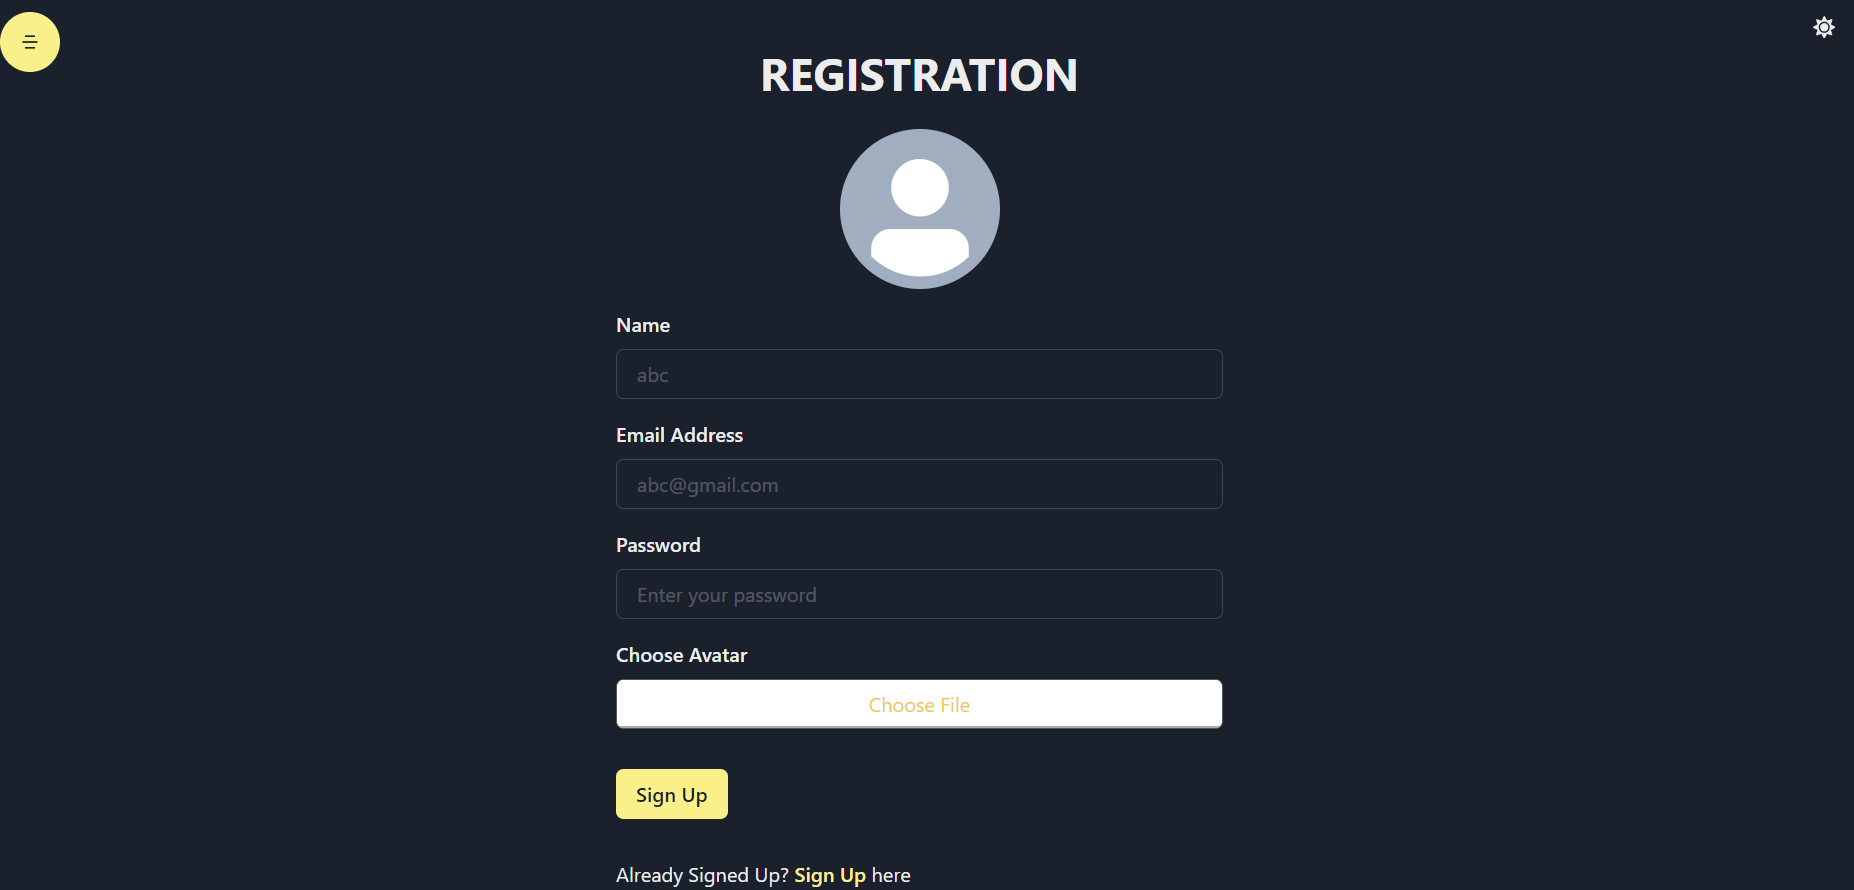 REGISTRATION
Name
abc
Email Address
abc@gmail.com
Password
Enter your password
Choose Avatar
Choose File
Sign Up
Already Signed Up? Sign Up here